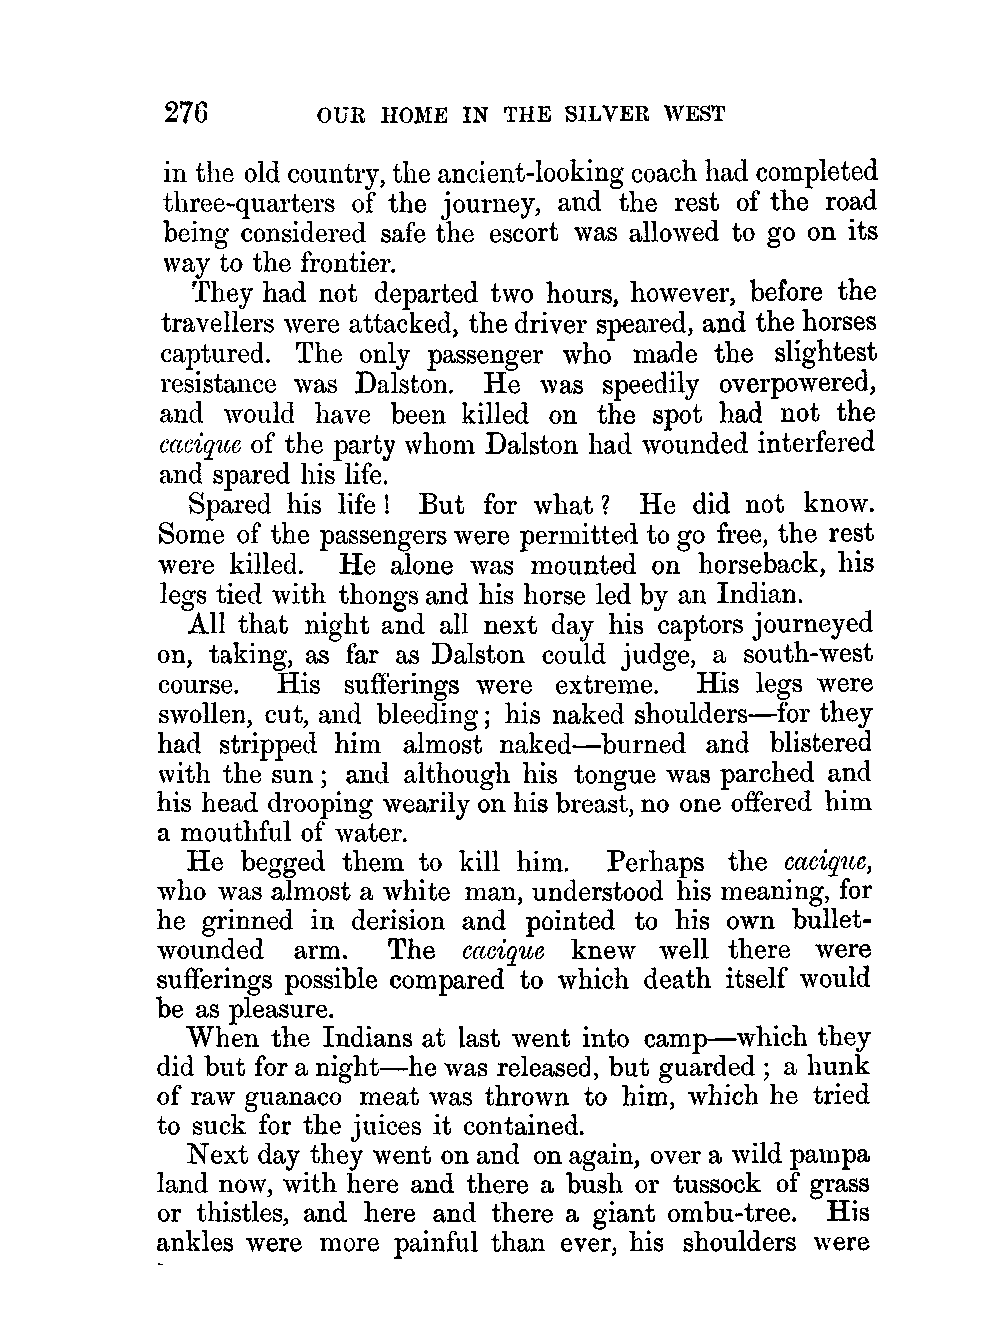 276 OUR HOME IN THE SILVER WEST
in the old country, the ancient-looking coach had completed
three-quarters of the journey, and the rest of the road
being considered safe the escort was allowed to go on its
way to the frontier.
They had not departed two hours, however, before the
travellers were attacked, the driver speared, and the horses
captured. The only passenger who made the slightest
resistance was Dalston. He was speedily overpowered,
and would have been killed on the spot had not the
cacique of the party whom Dalston had wounded interfered
and spared his life.
Spared his life! But for what? He did not know.
Some of the passengers were permitted to go free, the rest
were killed. He alone was mounted on horseback, his
legs tied with thongs and his horse led by an Indian.
All that night and all next day his captors journeyed
on, taking, as far as Dalston could judge, a south-west
course. His sufferings were extreme. His legs were
swollen, cut, and bleeding; his naked shoulders—for they
had stripped him almost naked—burned and blistered
with the sun; and although his tongue was parched and
his head drooping wearily on his breast, no one offered him
a mouthful of water.
He begged them to kill him. Perhaps the cacique,
who was almost a white man, understood his meaning, for
he grinned in derision and pointed to his own bullet-
wounded arm. The cacique knew well there were
sufferings possible compared to which death itself would
be as pleasure.
When the Indians at last went into camp—which they
did but for a night—he was released, but guarded; a hunk
of raw guanaco meat was thrown to him, which he tried
to suck for the juices it contained.
Next day they went on and on again, over a wild pampa
land now, with here and there a bush or tussock of grass
or thistles, and here and there a giant ombu-tree. His
ankles were more painful than ever, his shoulders were